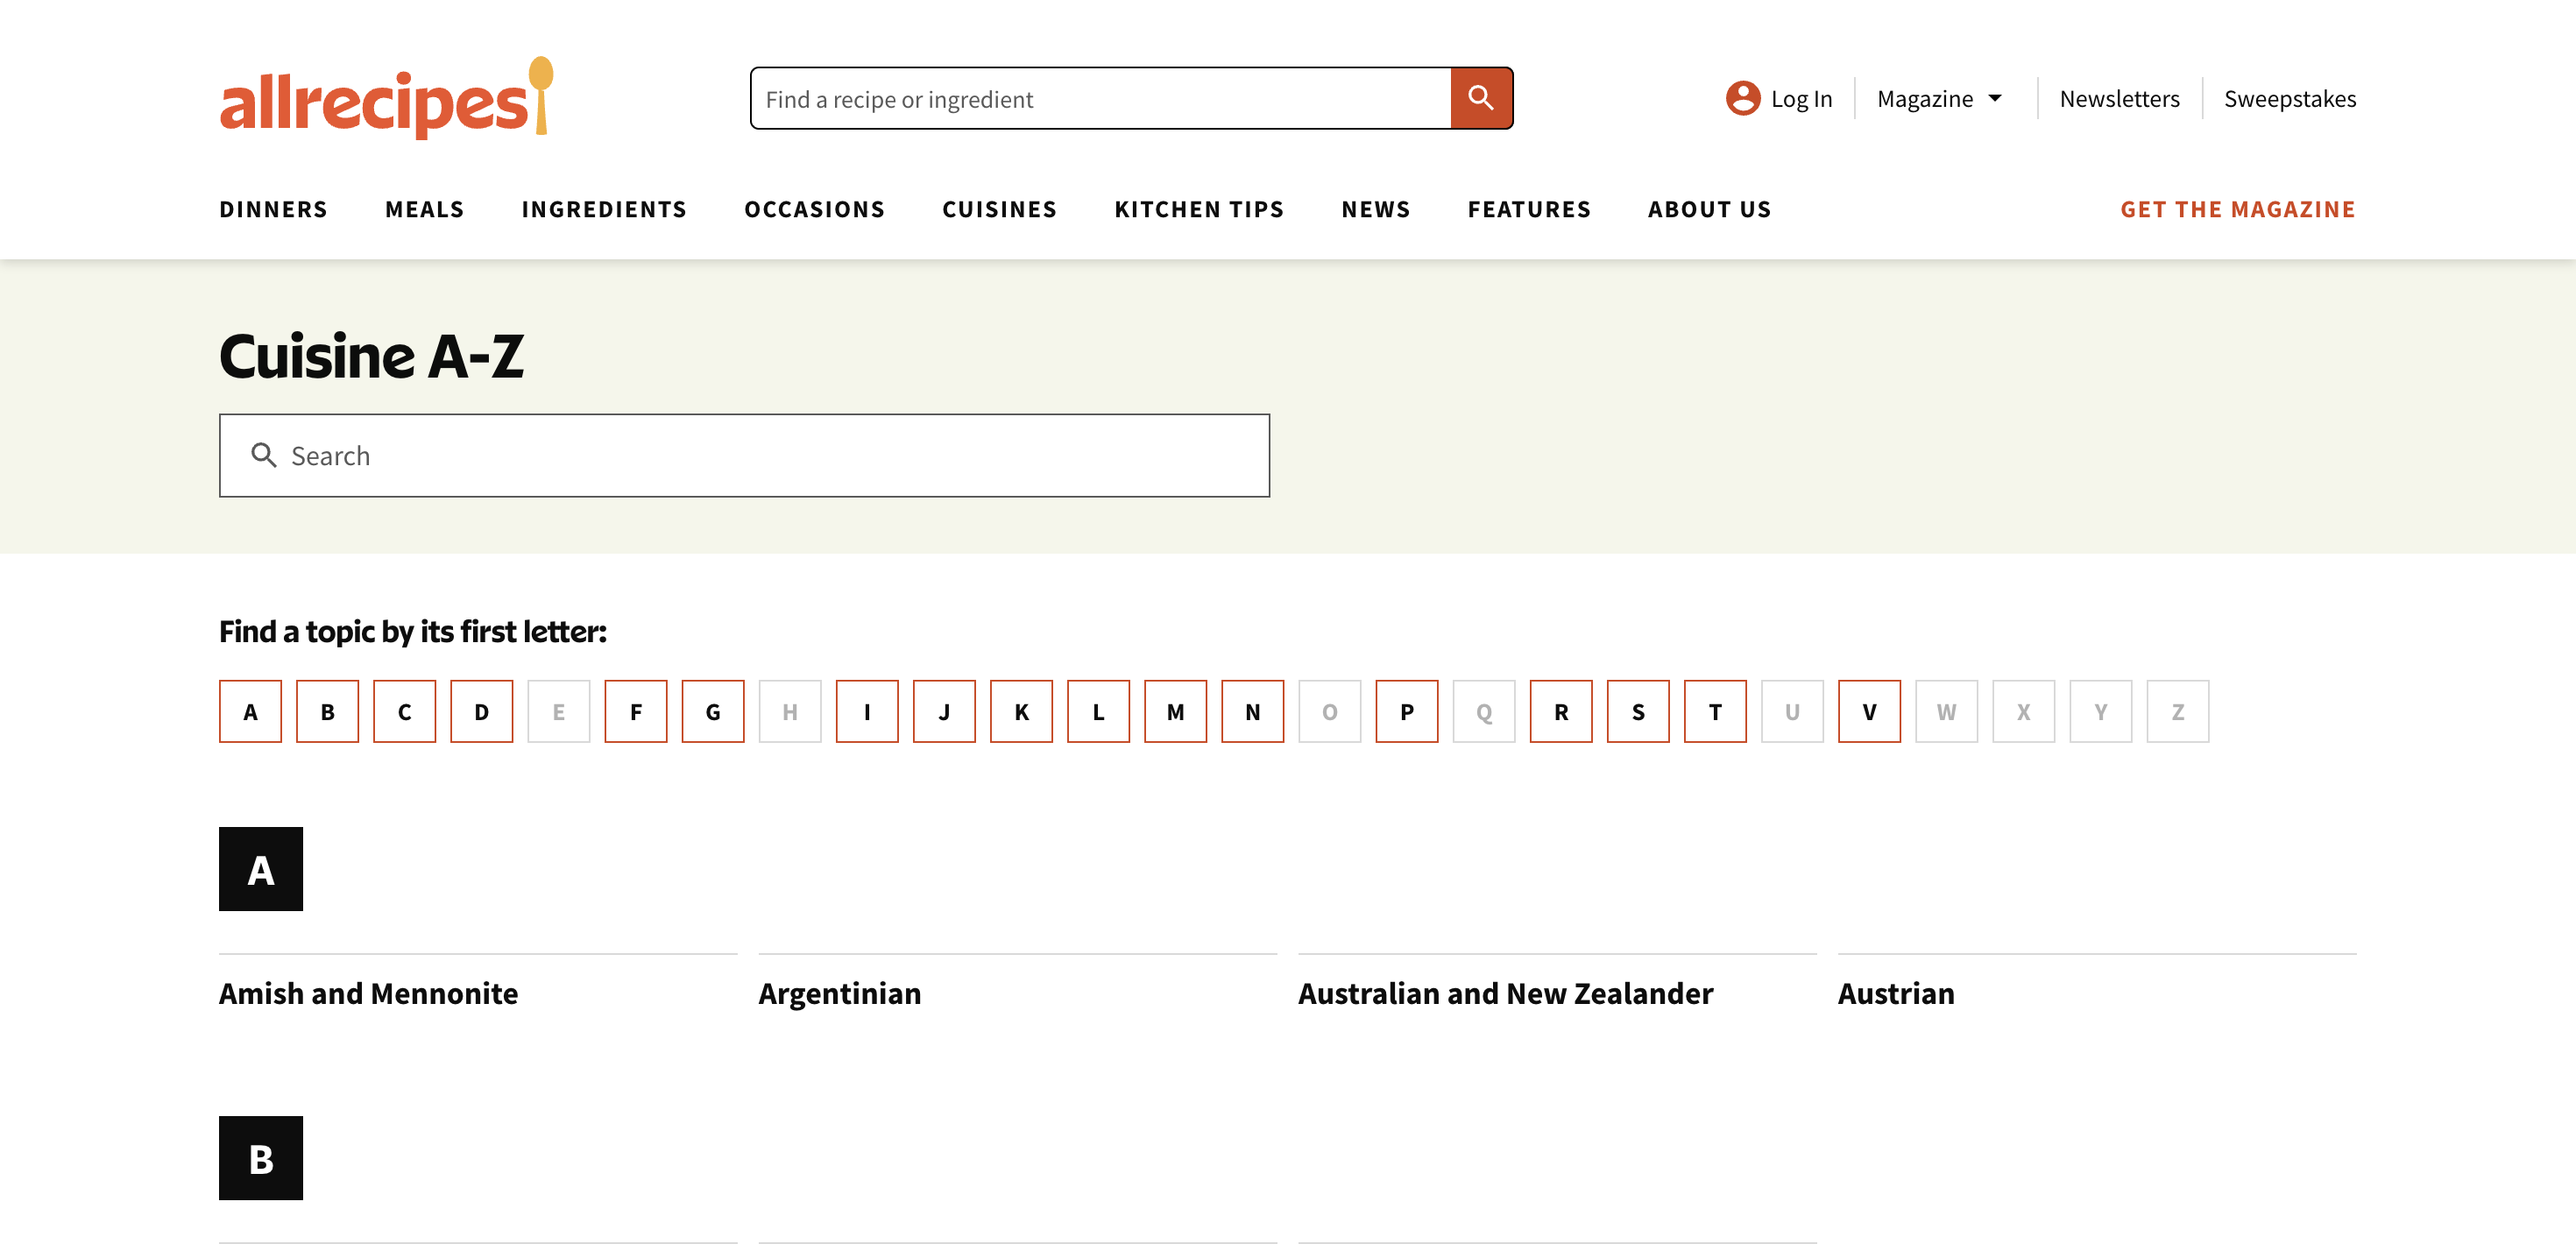 allrecipes
Find a recipe or ingredient
Log In
Magazine
Newsletters
Sweepstakes
DINNERS MEALS INGREDIENTS OCCASIONS CUISINES KITCHEN TIPS NEWS FEATURES ABOUT US GET THE MAGAZINE
Cuisine A-Z
Search
Find a topic by its first letter:
A B C D E F G H I J K L M N O P Q R S T U V W X Y Z
A
Amish and Mennonite
Argentinian
Australian and New Zealander
Austrian
B